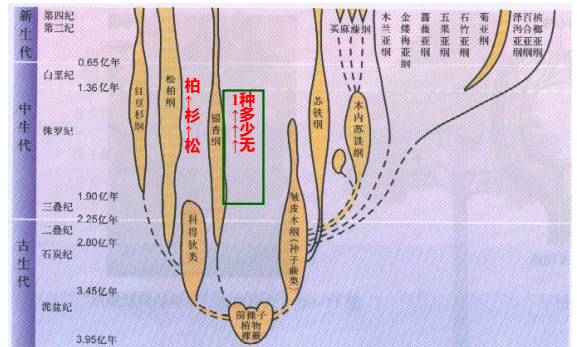 新生代
第四纪
第三纪
0.65亿年
白垩纪
1.36亿年
中生代
侏罗纪
1.90亿年
三叠纪
2.25亿年
二叠纪
2.80亿年
古生代
石炭纪
3.45亿年
泥盆纪
3.95亿年
红豆杉纲
松柏纲
柏
↑
杉
↑
松
银杏纲
1种多少无
↑↑↑↑
科得狄类
前裸子
植物
裸蕨
皱皮木纲(种子蕨类)
苏铁纲
买麻藤纲
本内苏铁纲
木兰亚纲
金缕梅亚纲
蔷薇亚纲
五果亚纲
石竹亚纲
菊亚纲
泽泻亚纲
百合亚纲
槟榔亚纲